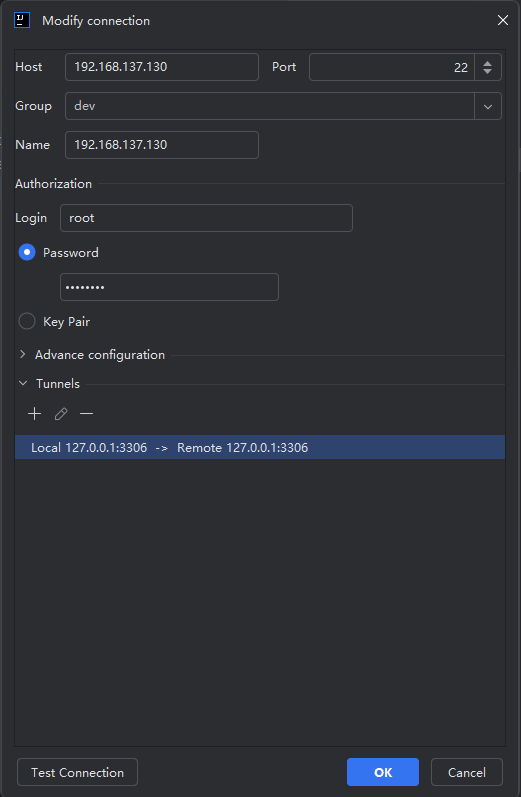 Modify connection
Host 192.168.137.130 Port 22
Group dev
Name 192.168.137.130
Authorization
Login root
Password
••••••••
Key Pair
Advance configuration
Tunnels
Local 127.0.0.1:3306 -> Remote 127.0.0.1:3306
Test Connection OK Cancel